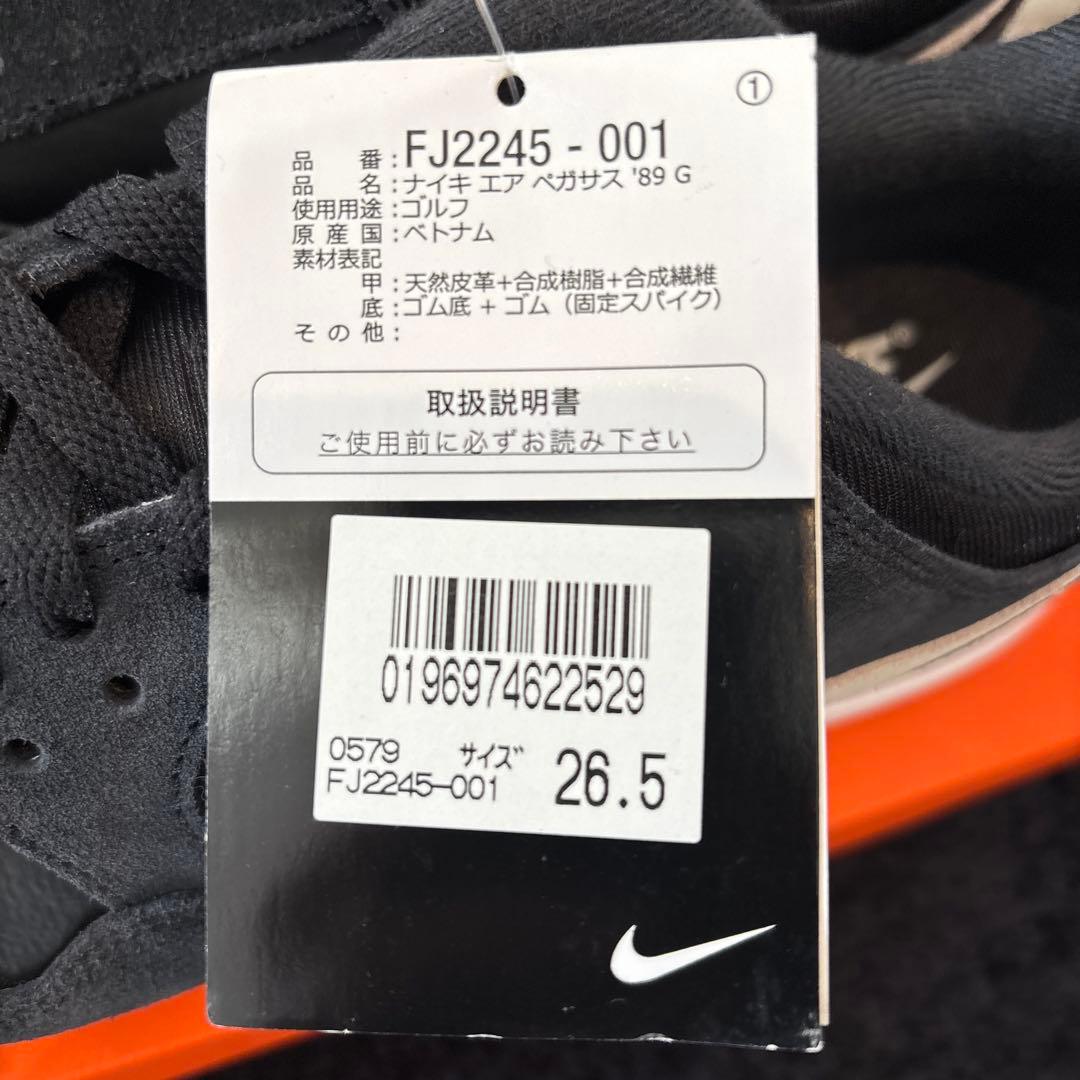 ①
品 番：FJ2245 - 001
品 名：ナイキ エア ペガサス '89 G
使用用途：ゴルフ
原 産 国：ベトナム
素材表記
甲：天然皮革+合成樹脂+合成繊維
底：ゴム底 + ゴム（固定スパイク）
そ の 他：
取扱説明書
ご使用前に必ずお読み下さい
0196974622529
0579 サイズ 26.5
FJ2245-001